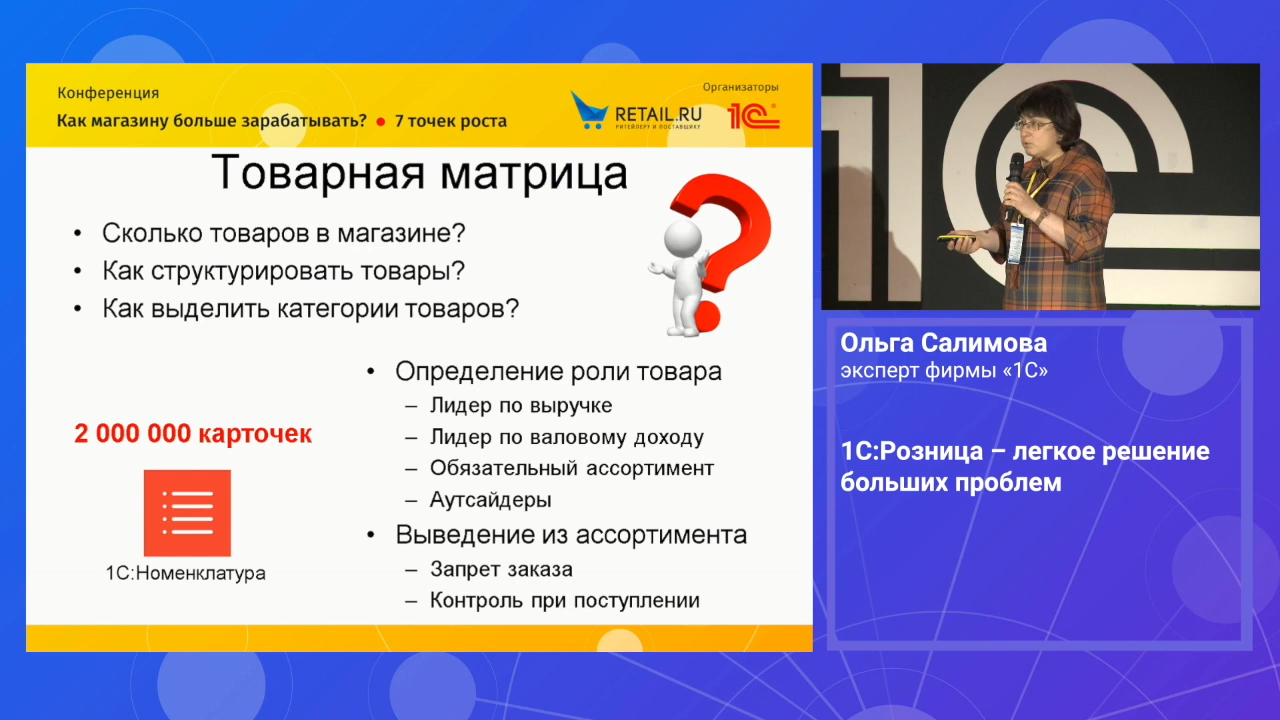 Конференция
Как магазину больше зарабатывать? • 7 точек роста
Организаторы
RETAIL.RU
РИТЕЙЛЕРУ И ПОСТАВЩИКУ
1С
Товарная матрица
• Сколько товаров в магазине?
• Как структурировать товары?
• Как выделить категории товаров?
2 000 000 карточек
1С:Номенклатура
• Определение роли товара
– Лидер по выручке
– Лидер по валовому доходу
– Обязательный ассортимент
– Аутсайдеры
• Выведение из ассортимента
– Запрет заказа
– Контроль при поступлении
1С
Ольга Салимова
эксперт фирмы «1С»
1С:Розница – легкое решение
больших проблем